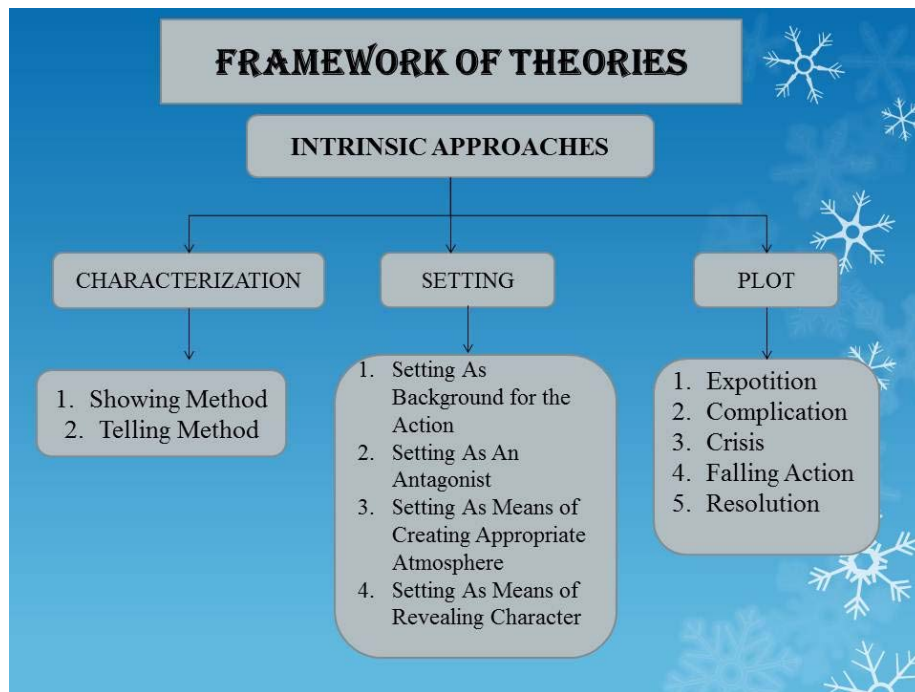 FRAMEWORK OF THEORIES
INTRINSIC APPROACHES
CHARACTERIZATION
1. Showing Method
2. Telling Method
SETTING
1. Setting As
Background for the
Action
2. Setting As An
Antagonist
3. Setting As Means of
Creating Appropriate
Atmosphere
4. Setting As Means of
Revealing Character
PLOT
1. Expotition
2. Complication
3. Crisis
4. Falling Action
5. Resolution